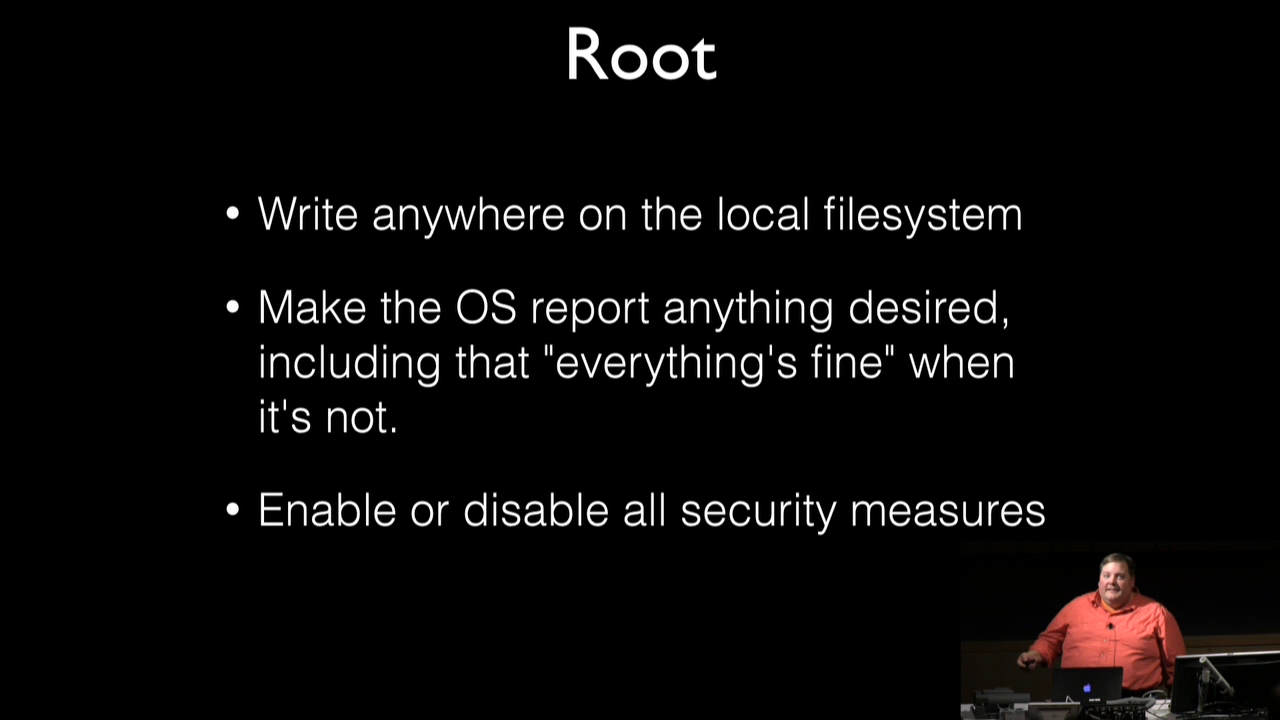 Root
• Write anywhere on the local filesystem
• Make the OS report anything desired,
including that "everything's fine" when
it's not.
• Enable or disable all security measures